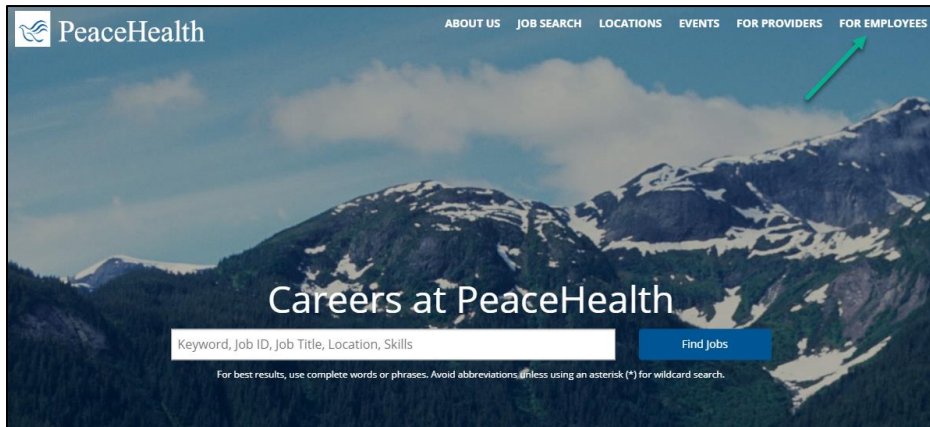 PeaceHealth
ABOUT US JOB SEARCH LOCATIONS EVENTS FOR PROVIDERS FOR EMPLOYEES
Careers at PeaceHealth
Keyword, Job ID, Job Title, Location, Skills
Find Jobs
For best results, use complete words or phrases. Avoid abbreviations unless using an asterisk (*) for wildcard search.